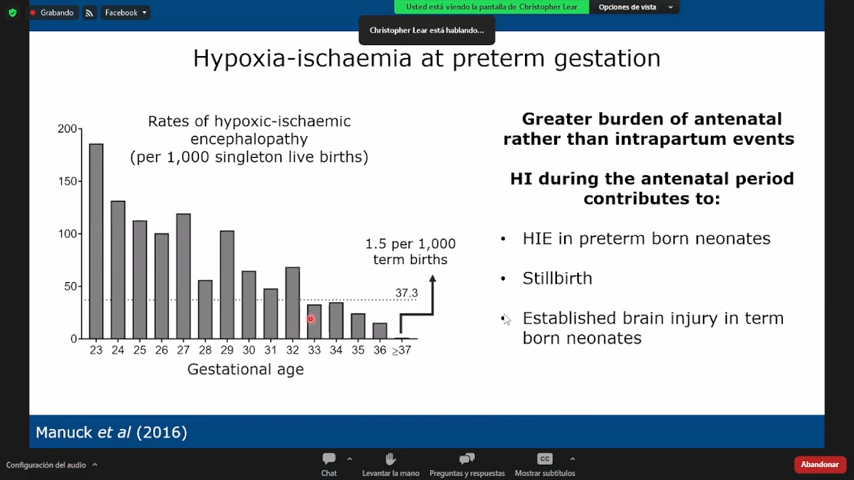 Grabando
Facebook
Usted está viendo la pantalla de Christopher Lear
Opciones de vista
Christopher Lear está hablando...
Hypoxia-ischaemia at preterm gestation
Rates of hypoxic-ischaemic
encephalopathy
(per 1,000 singleton live births)
200
150
100
50
0
37.3
1.5 per 1,000
term births
23 24 25 26 27 28 29 30 31 32 33 34 35 36 ≥37
Gestational age
Greater burden of antenatal
rather than intrapartum events
HI during the antenatal period
contributes to:
• HIE in preterm born neonates
• Stillbirth
• Established brain injury in term
born neonates
Manuck et al (2016)
Configuración del audio
Chat
Levantar la mano
Preguntas y respuestas
CC
Mostrar subtítulos
Abandonar